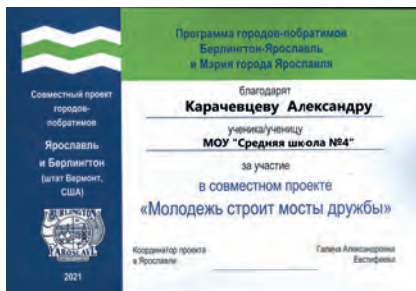 Программа городов-побратимов
Берлингтон-Ярославль
и Мэрия города Ярославля
благодарят
Карачевцеву Александру
ученика/ученицу
МОУ "Средняя школа №4"
за участие
в совместном проекте
«Молодежь строит мосты дружбы»
Координатор проекта
в Ярославле
Галина Александровна
Евстифеева
Совместный проект
городов-
побратимов
Ярославль
и Берлингтон
(штат Вермонт,
США)
BURLINGTON
YAROSLAVL
2021